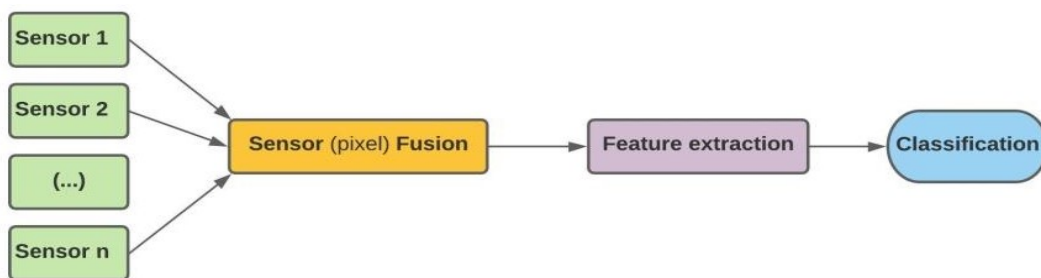 Sensor 1
Sensor 2
(...)
Sensor n
Sensor (pixel) Fusion
Feature extraction
Classification